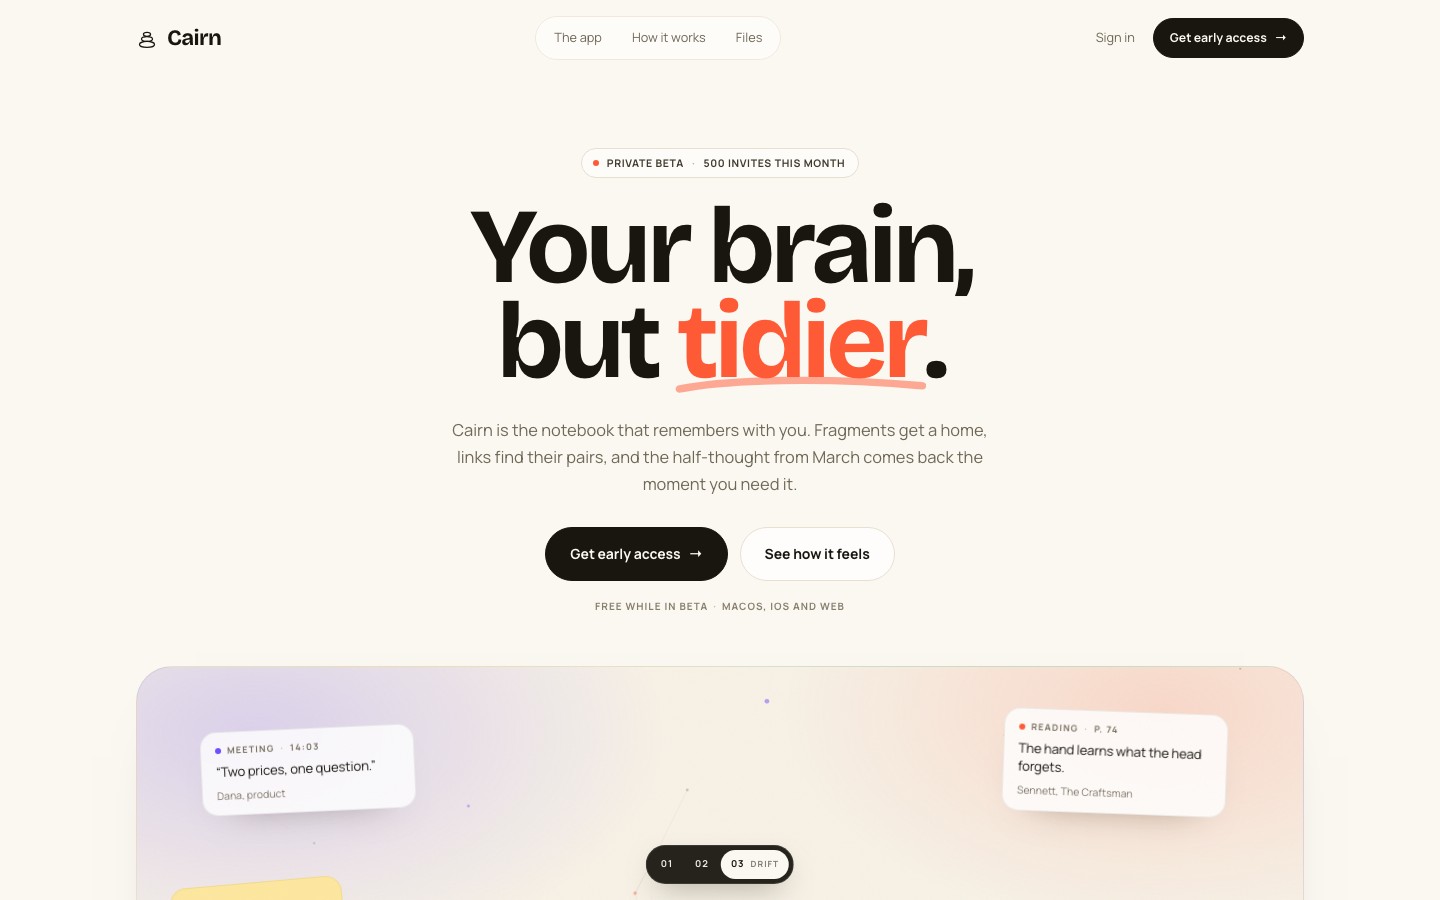 Cairn
The app
How it works
Files
Sign in
Get early access →
PRIVATE BETA · 500 INVITES THIS MONTH
Your brain,
but tidier.
Cairn is the notebook that remembers with you. Fragments get a home,
links find their pairs, and the half-thought from March comes back the
moment you need it.
Get early access →
See how it feels
FREE WHILE IN BETA · MACOS, IOS AND WEB
MEETING · 14:03
“Two prices, one question.”
Dana, product
READING · P. 74
The hand learns what the head
forgets.
Sennett, The Craftsman
01 02 03 DRIFT